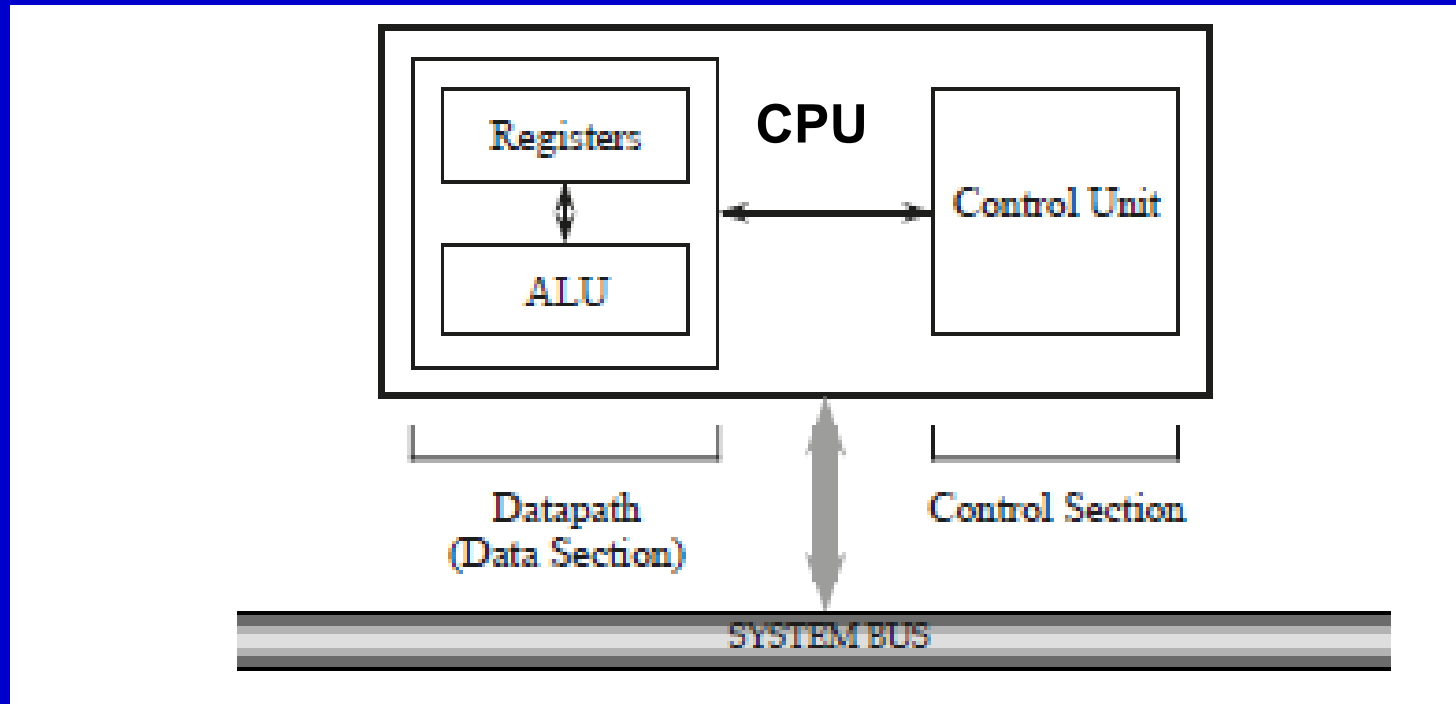 CPU
Registers
ALU
Control Unit
Datapath
(Data Section)
Control Section
SYSTEM BUS